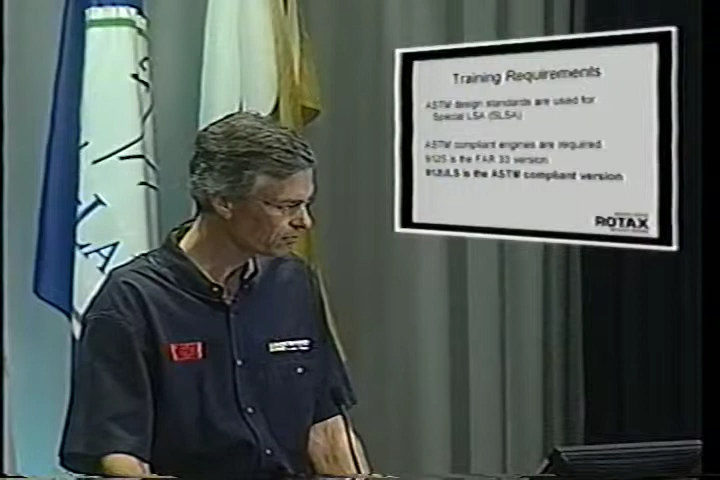 Training Requirements
ASTM design standards are used for
Special LSA (SLSA)
ASTM compliant engines are required
912S is the FAR 33 version
912ULS is the ASTM compliant version
ROTAX
LA